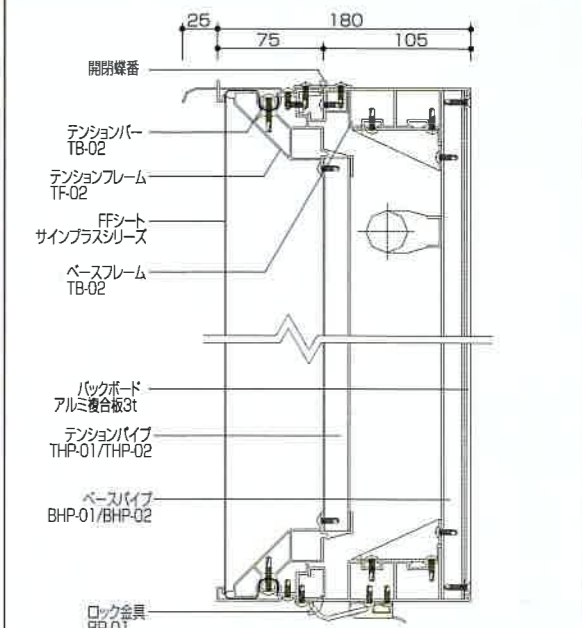 25
180
75
105
開閉蝶番
テンションバー
TB-02
テンションフレーム
TF-02
FFシート
サインプラスシリーズ
ベースフレーム
TB-02
バックボード
アルミ複合板3t
テンションパイプ
THP-01/THP-02
ベースパイプ
BHP-01/BHP-02
ロック金具